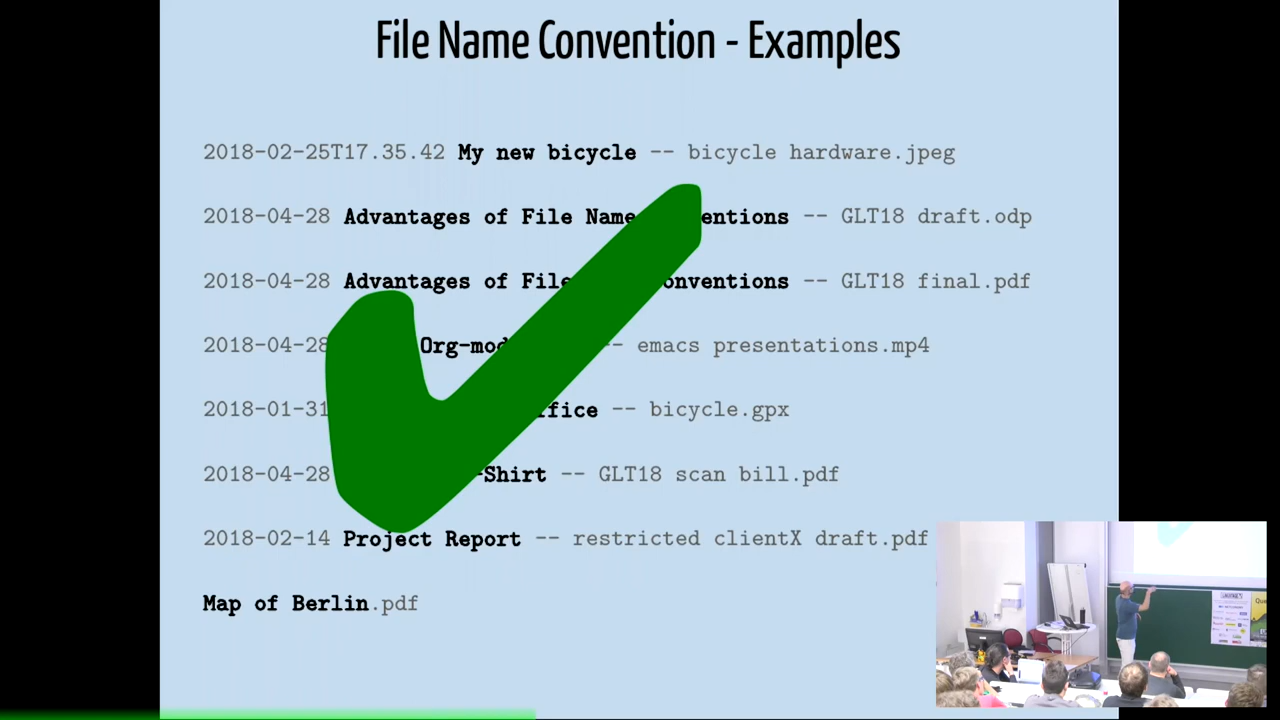 File Name Convention - Examples
2018-02-25T17.35.42 My new bicycle -- bicycle hardware.jpeg
2018-04-28 Advantages of File Name entions -- GLT18 draft.odp
2018-04-28 Advantages of File onventions -- GLT18 final.pdf
2018-04-28 Org-mod -- emacs presentations.mp4
2018-01-31 ffice -- bicycle.gpx
2018-04-28 -Shirt -- GLT18 scan bill.pdf
2018-02-14 Project Report -- restricted clientX draft.pdf
Map of Berlin.pdf